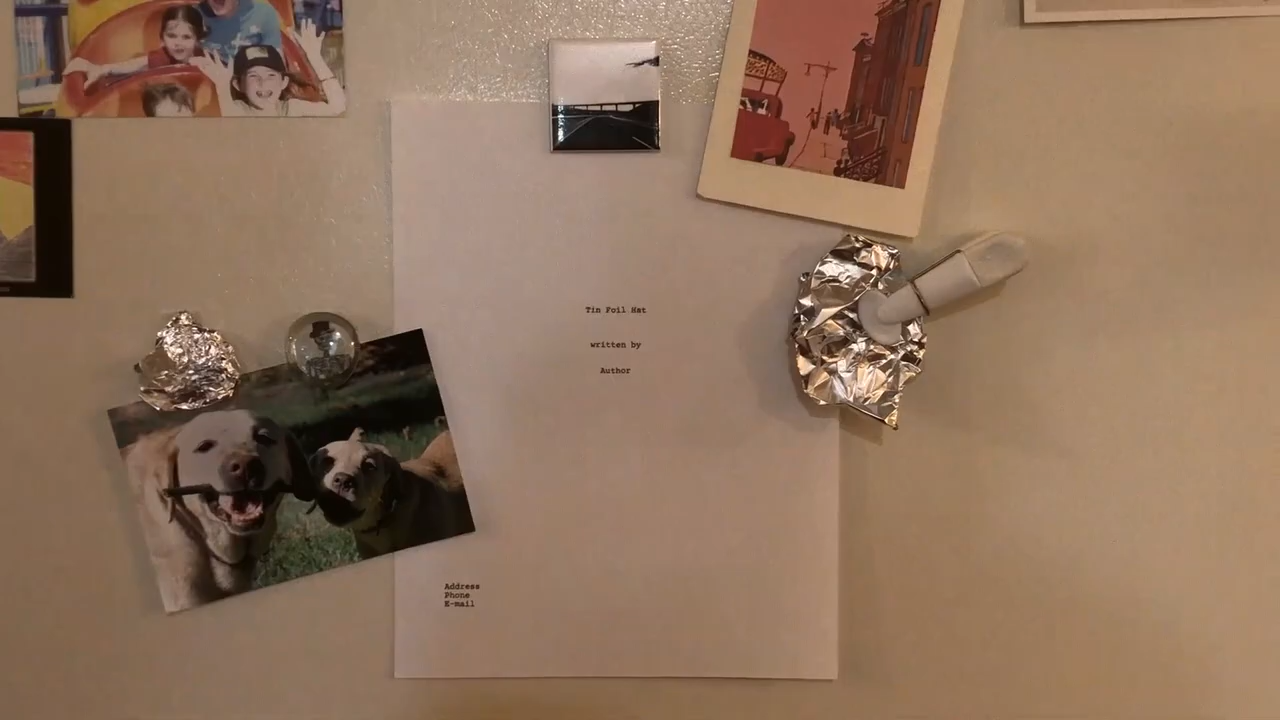 Tin Foil Hat
written by
Author
Address
Phone
E-mail